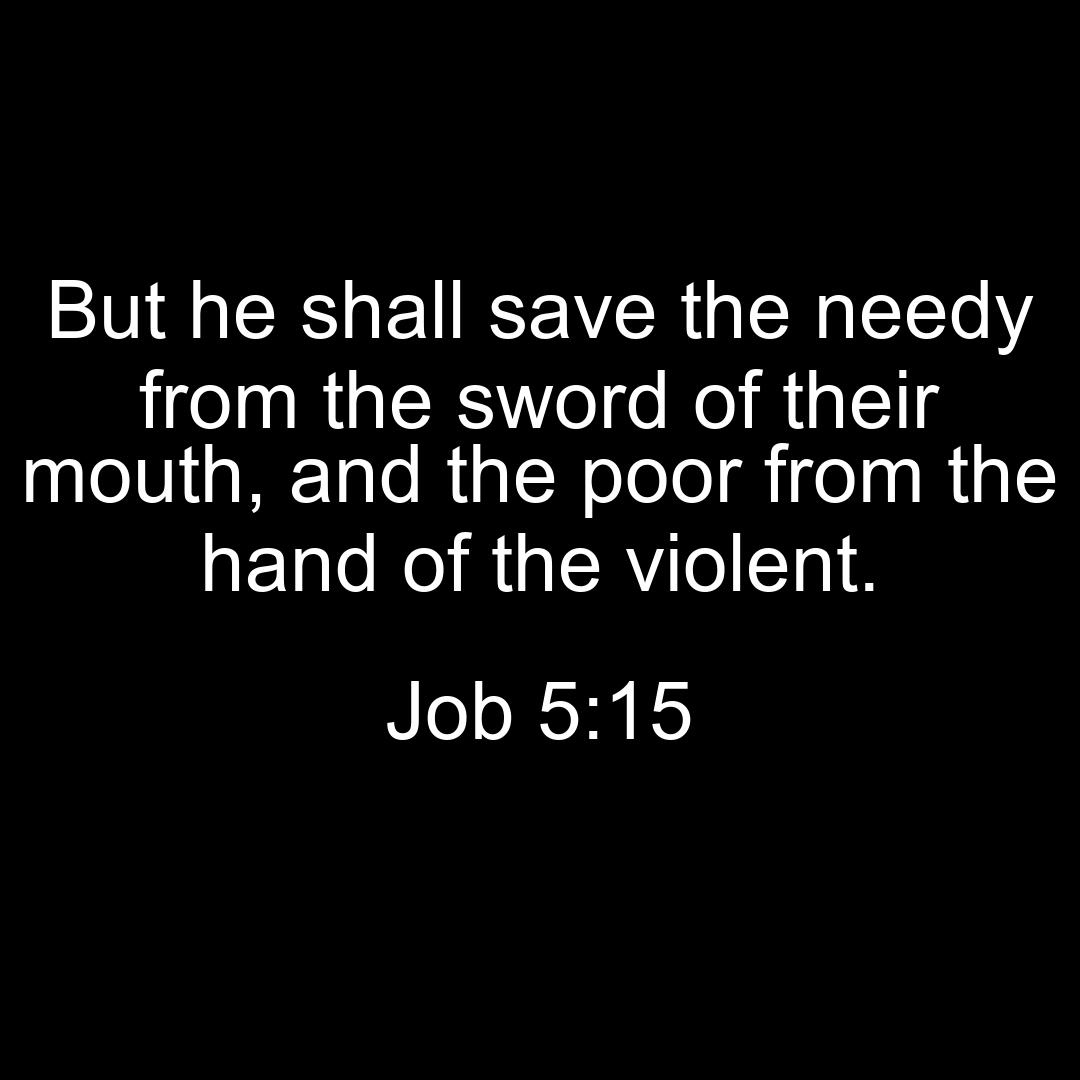 But he shall save the needy
from the sword of their
mouth, and the poor from the
hand of the violent.
Job 5:15